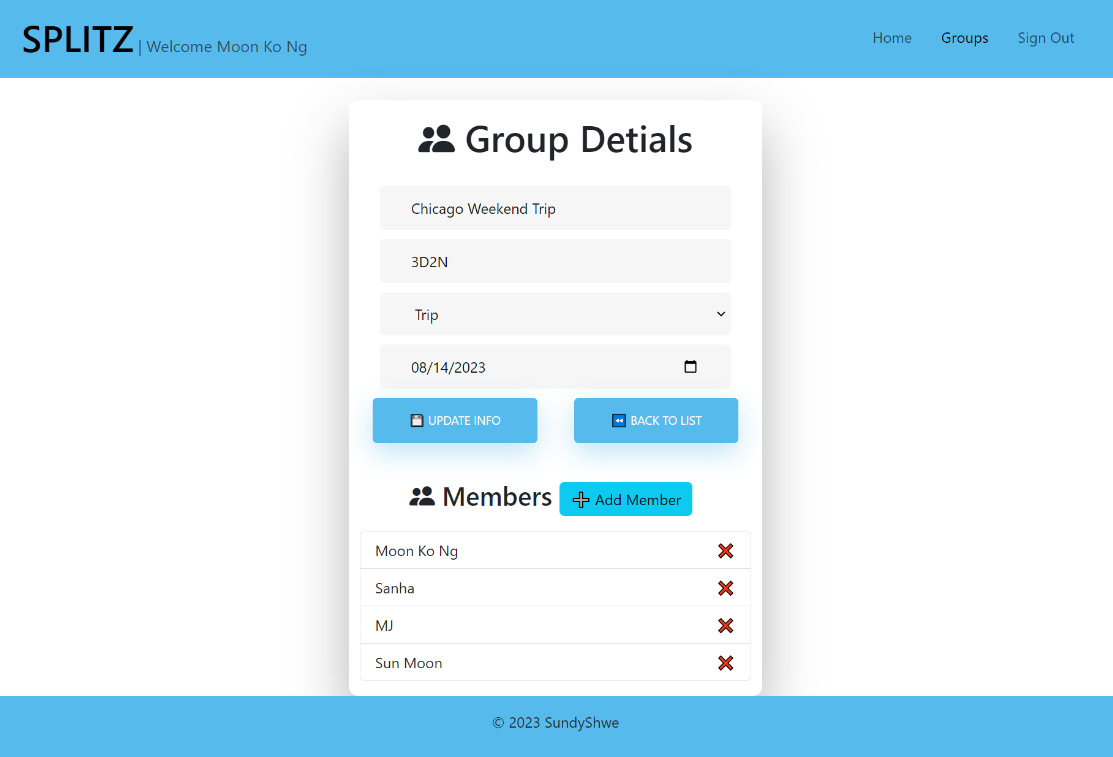 SPLITZ | Welcome Moon Ko Ng
Home Groups Sign Out
Group Detials
Chicago Weekend Trip
3D2N
Trip
08/14/2023
UPDATE INFO BACK TO LIST
Members Add Member
Moon Ko Ng
Sanha
MJ
Sun Moon
© 2023 SundyShwe